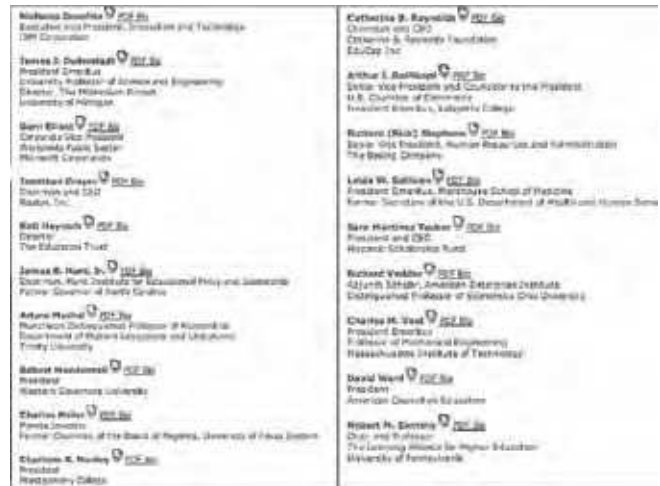 Nicholas Donofrio PDF Bio
Executive Vice President, Innovation and Technology
IBM Corporation
James J. Duderstadt PDF Bio
President Emeritus
University Professor of Science and Engineering
Director, The Millennium Project
University of Michigan
Gerri Elliott PDF Bio
Corporate Vice President
Worldwide Public Sector
Microsoft Corporation
Jonathan Grayer PDF Bio
Chairman and CEO
Kaplan, Inc.
Kati Haycock PDF Bio
Director
The Education Trust
James B. Hunt, Jr. PDF Bio
Chairman, Hunt Institute for Educational Policy and Leadership
Former Governor of North Carolina
Arturo Madrid PDF Bio
Murchison Distinguished Professor of Humanities
Department of Modern Languages and Literatures
Trinity University
Robert Mendenhall PDF Bio
President
Western Governors University
Charles Miller PDF Bio
Private Investor
Former Chairman of the Board of Regents, University of Texas System
Charlene R. Nunley PDF Bio
President
Montgomery College
Catherine B. Reynolds PDF Bio
Chairman and CEO
Catherine B. Reynolds Foundation
EduCap Inc.
Arthur J. Rothkopf PDF Bio
Senior Vice President and Counselor to the President
U.S. Chamber of Commerce
President Emeritus, Lafayette College
Richard (Rick) Stephens PDF Bio
Senior Vice President, Human Resources and Administration
The Boeing Company
Louis W. Sullivan PDF Bio
President Emeritus, Morehouse School of Medicine
Former Secretary of the U.S. Department of Health and Human
Sara Martinez Tucker PDF Bio
President and CEO
Hispanic Scholarship Fund
Richard Vedder PDF Bio
Adjunct Scholar, American Enterprise Institute
Distinguished Professor of Economics Ohio University
Charles M. Vest PDF Bio
President Emeritus
Professor of Mechanical Engineering
Massachusetts Institute of Technology
David Ward PDF Bio
President
American Council on Education
Robert M. Zemsky PDF Bio
Chair and Professor
The Learning Alliance for Higher Education
University of Pennsylvania